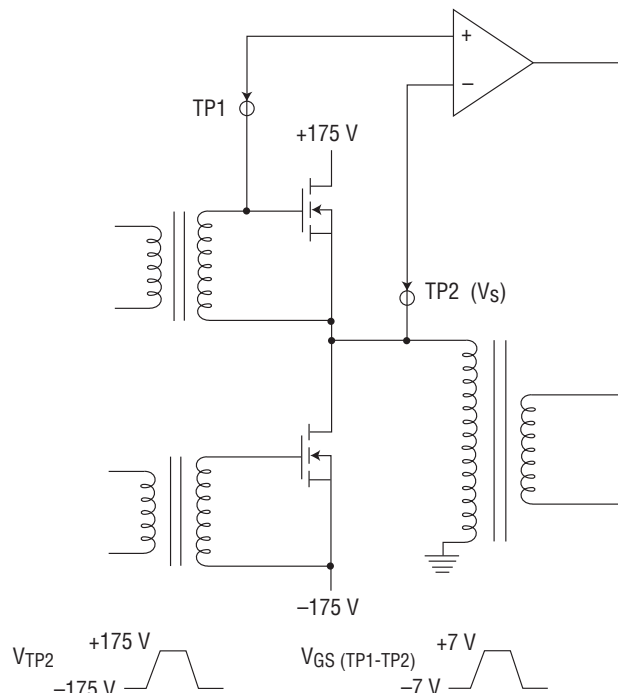 +
−
TP1
+175 V
TP2 (VS)
−175 V
+175 V
VTP2
−175 V
+7 V
VGS (TP1-TP2)
−7 V